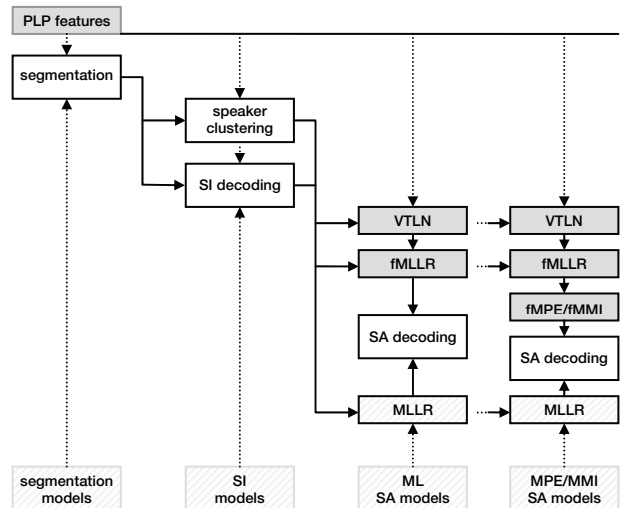 PLP features
segmentation
speaker
clustering
SI decoding
VTLN
VTLN
fMLLR
fMLLR
fMPE/fMMI
SA decoding
SA decoding
MLLR
MLLR
segmentation
models
SI
models
ML
SA models
MPE/MMI
SA models